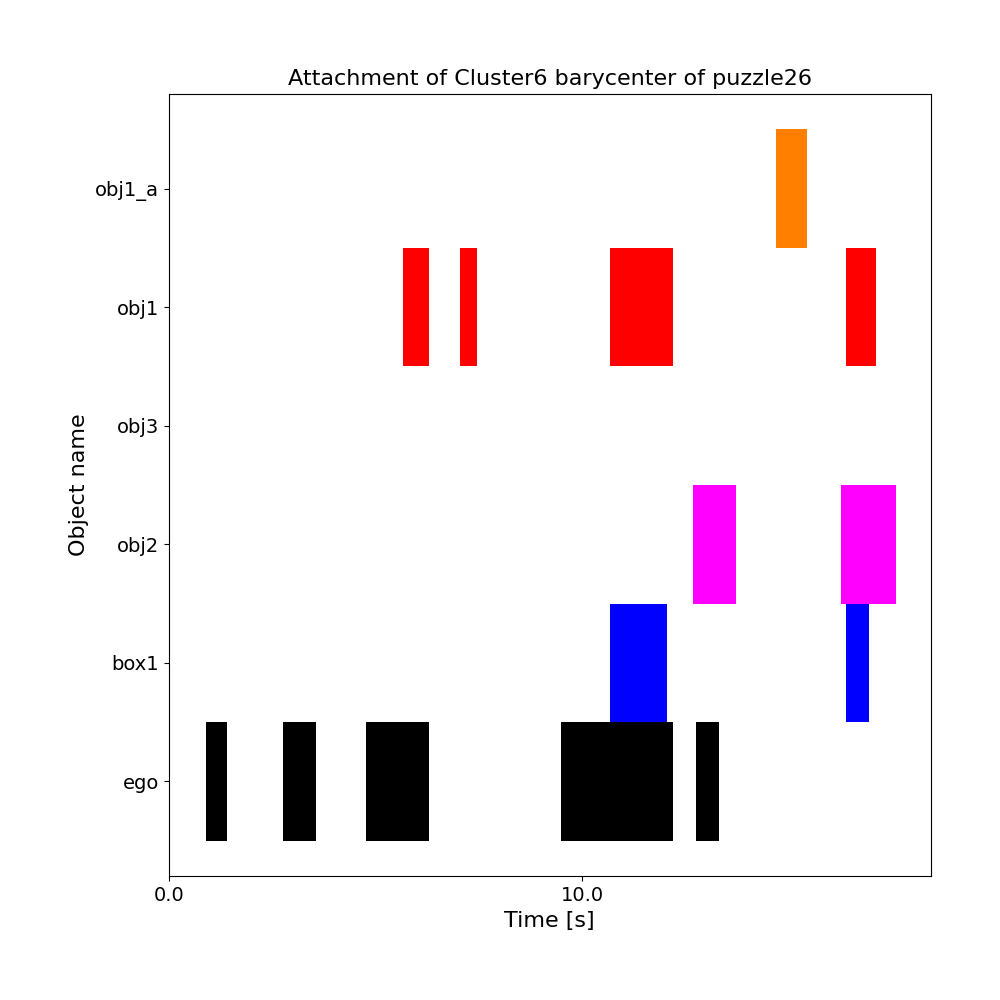 Attachment of Cluster6 barycenter of puzzle26
obj1_a
obj1
obj3
obj2
box1
ego
Object name
0.0 10.0
Time [s]